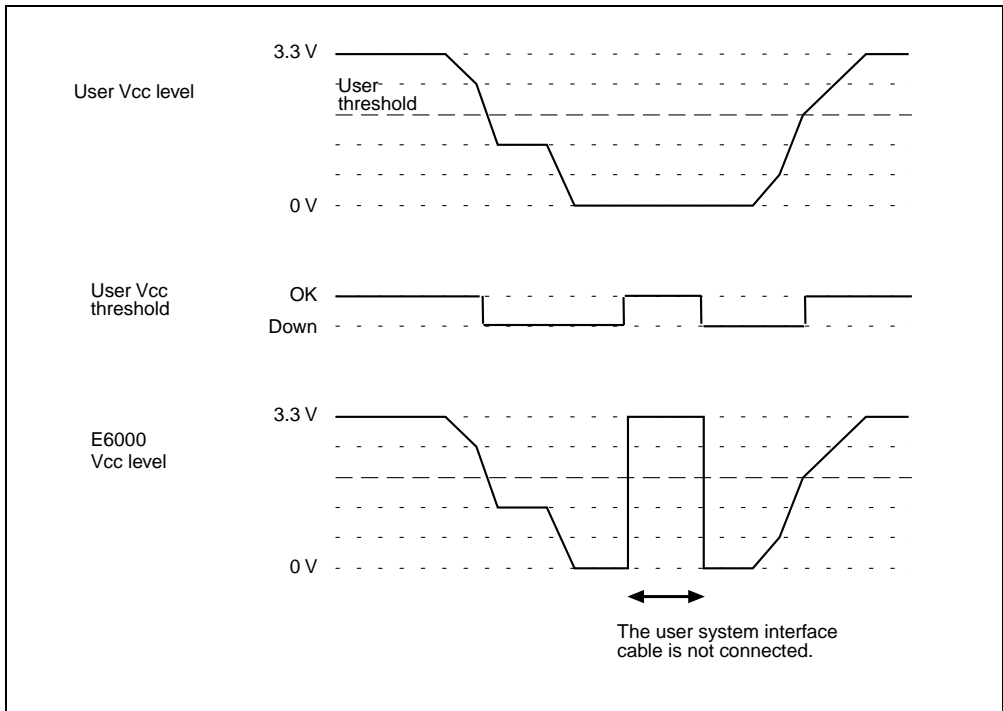 3.3 V
User Vcc level
User
threshold
0 V
User Vcc
threshold
OK
Down
3.3 V
E6000
Vcc level
0 V
The user system interface
cable is not connected.